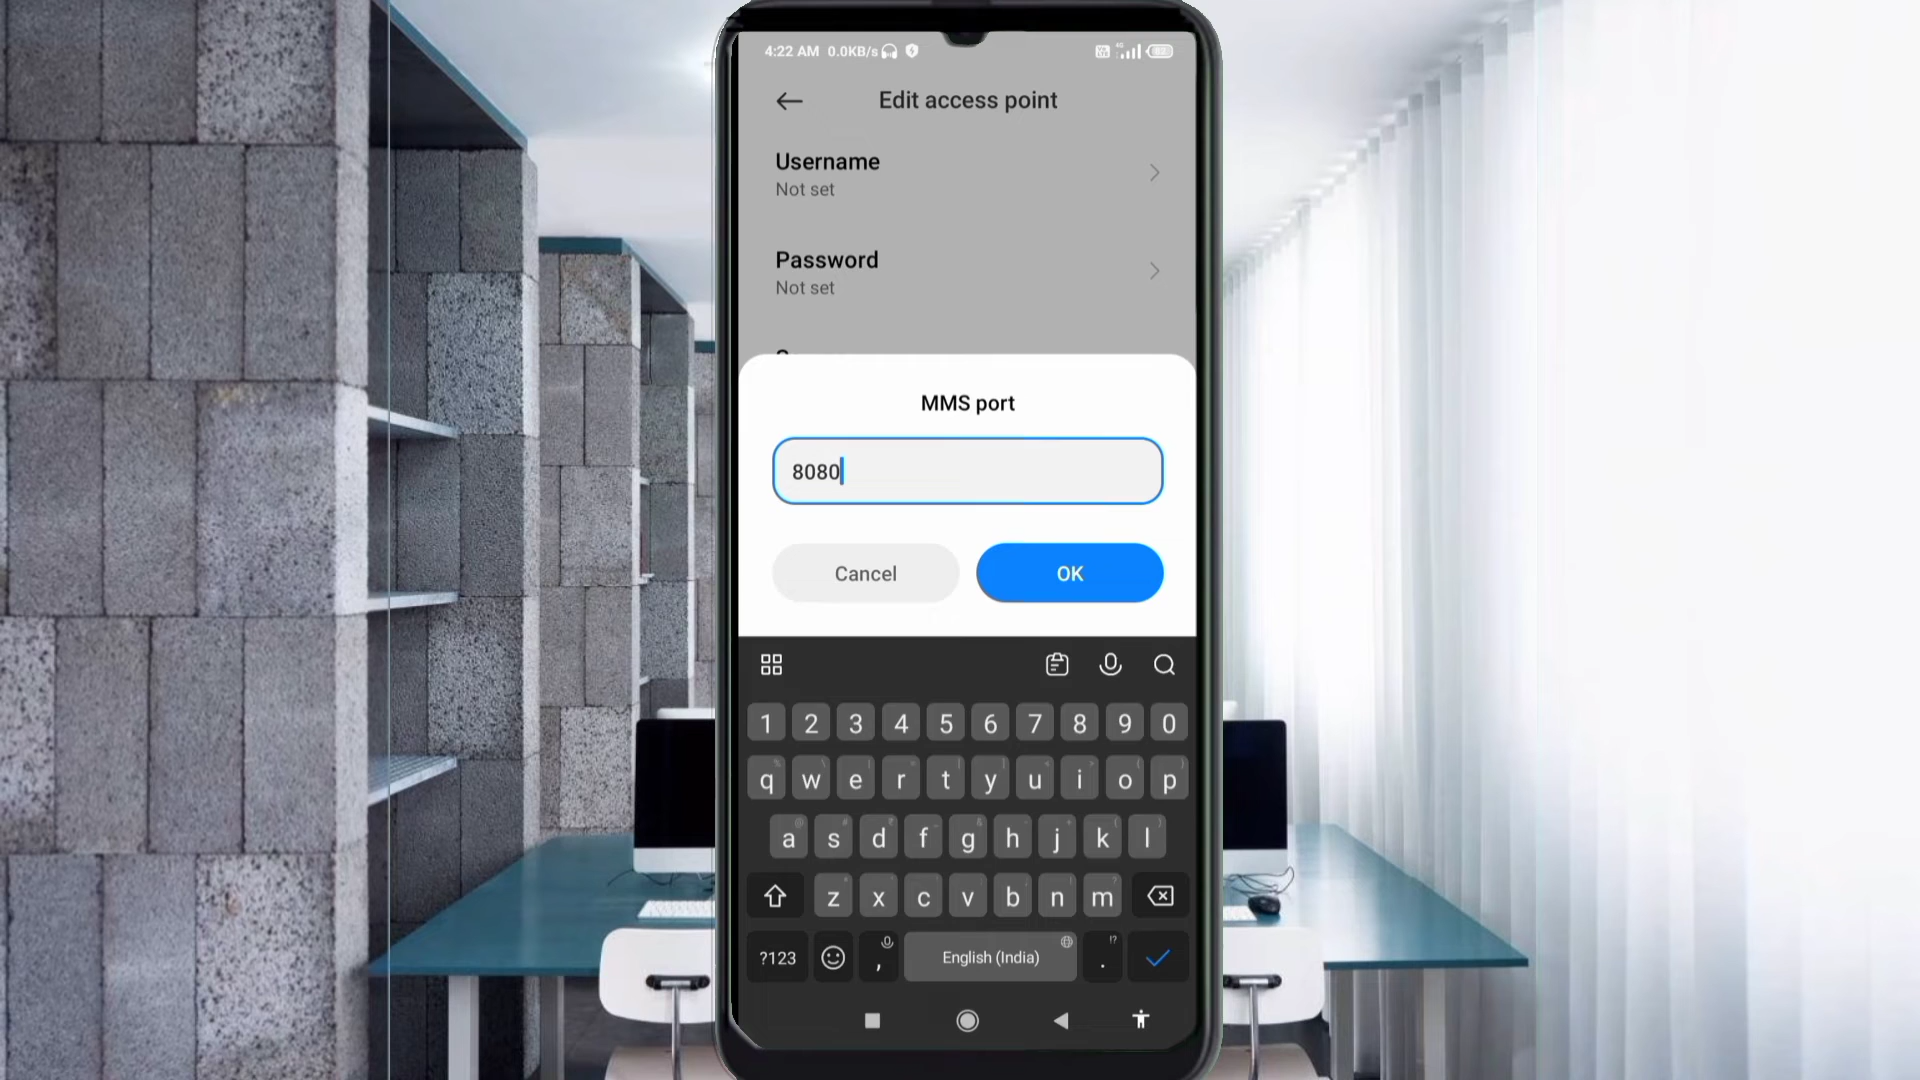 4:22 AM 0.0KB/s
4G
Edit access point
Username
Not set
Password
Not set
MMS port
8080
Cancel
OK
1 2 3 4 5 6 7 8 9 0
q w e r t y u i o p
a s d f g h j k l
z x c v b n m
?123 , English (India) . !?